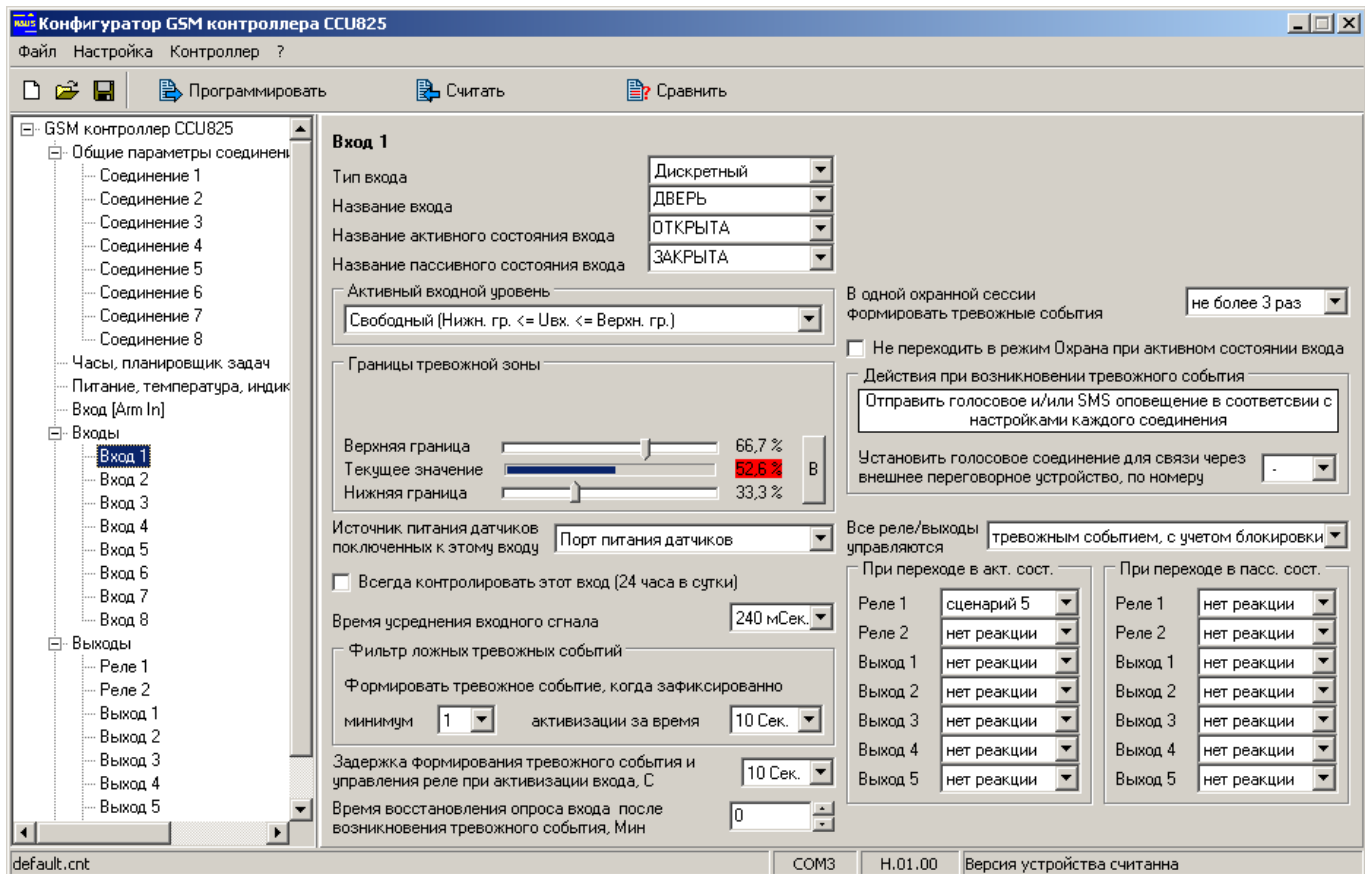 Конфигуратор GSM контроллера CCU825
Файл Настройка Контроллер ?
Программировать Считать Сравнить
GSM контроллер CCU825
Общие параметры соединени
Соединение 1
Соединение 2
Соединение 3
Соединение 4
Соединение 5
Соединение 6
Соединение 7
Соединение 8
Часы, планировщик задач
Питание, температура, индик
Вход [Arm In]
Входы
Вход 1
Вход 2
Вход 3
Вход 4
Вход 5
Вход 6
Вход 7
Вход 8
Выходы
Реле 1
Реле 2
Выход 1
Выход 2
Выход 3
Выход 4
Выход 5
Вход 1
Тип входа Дискретный
Название входа ДВЕРЬ
Название активного состояния входа ОТКРЫТА
Название пассивного состояния входа ЗАКРЫТА
Активный входной уровень
Свободный (Нижн. гр. <= Uвх. <= Верхн. гр.)
Границы тревожной зоны
Верхняя граница 66,7 %
Текущее значение 52,6 %
Нижняя граница 33,3 %
В
Источник питания датчиков
поключенных к этому входу Порт питания датчиков
Всегда контролировать этот вход (24 часа в сутки)
Время усреднения входного сгнала 240 мСек.
Фильтр ложных тревожных событий
Формировать тревожное событие, когда зафиксированно
минимум 1 активизации за время 10 Сек.
Задержка формирования тревожного события и
управления реле при активизации входа, С 10 Сек.
Время восстановления опроса входа после
возникновения тревожного события, Мин 0
В одной охранной сессии
формировать тревожные события не более 3 раз
Не переходить в режим Охрана при активном состоянии входа
Действия при возникновении тревожного события
Отправить голосовое и/или SMS оповещение в соответсвии с
настройками каждого соединения
Установить голосовое соединение для связи через
внешнее переговорное устройство, по номеру -
Все реле/выходы
управляются тревожным событием, с учетом блокировки
При переходе в акт. сост.
Реле 1 сценарий 5
Реле 2 нет реакции
Выход 1 нет реакции
Выход 2 нет реакции
Выход 3 нет реакции
Выход 4 нет реакции
Выход 5 нет реакции
При переходе в пасс. сост.
Реле 1 нет реакции
Реле 2 нет реакции
Выход 1 нет реакции
Выход 2 нет реакции
Выход 3 нет реакции
Выход 4 нет реакции
Выход 5 нет реакции
default.cnt COM3 H.01.00 Версия устройства считанна